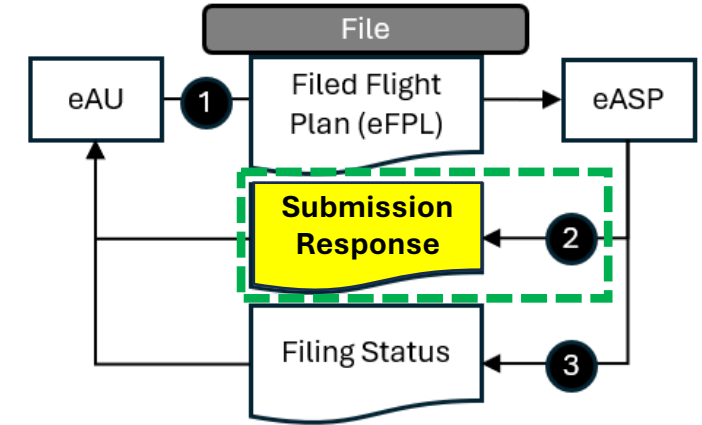 File
eAU
1
Filed Flight
Plan (eFPL)
eASP
Submission
Response
2
Filing Status
3